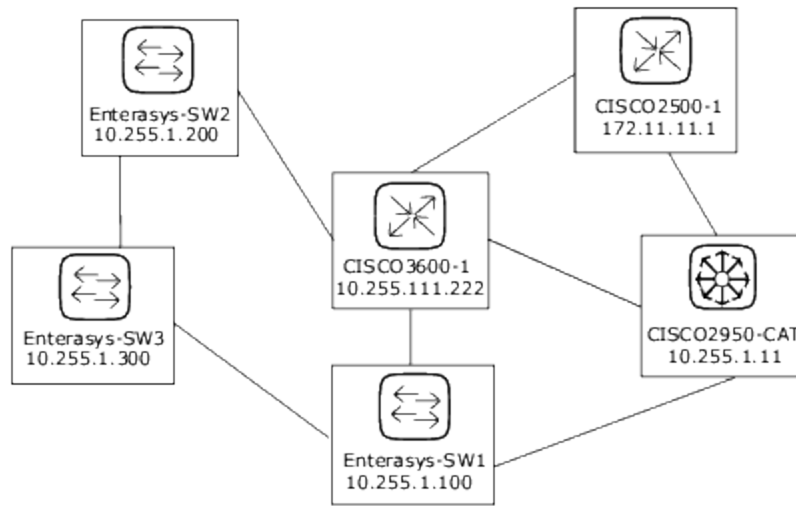 Enterasys-SW2
10.255.1.200
CISCO2500-1
172.11.11.1
CISCO3600-1
10.255.111.222
Enterasys-SW3
10.255.1.300
CISCO2950-CAT
10.255.1.11
Enterasys-SW1
10.255.1.100